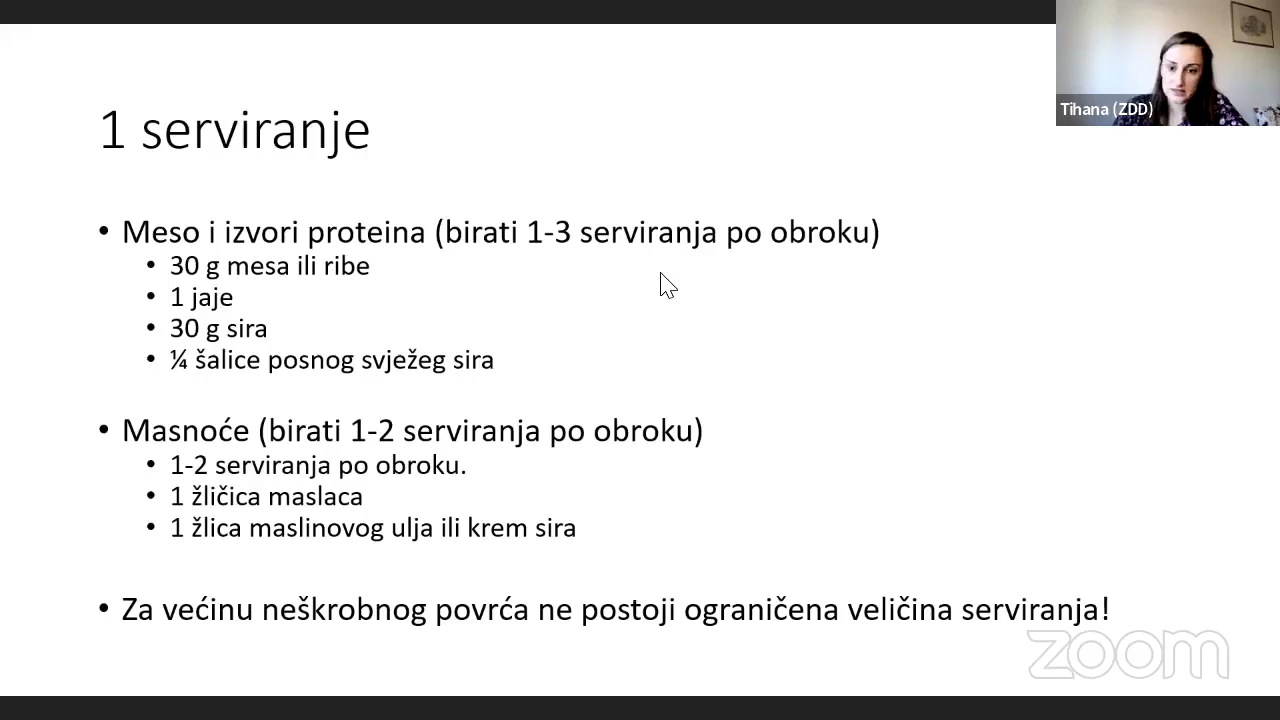 Tihana (ZDD)
1 serviranje
• Meso i izvori proteina (birati 1-3 serviranja po obroku)
• 30 g mesa ili ribe
• 1 jaje
• 30 g sira
• ¼ šalice posnog svježeg sira
• Masnoće (birati 1-2 serviranja po obroku)
• 1-2 serviranja po obroku.
• 1 žličica maslaca
• 1 žlica maslinovog ulja ili krem sira
• Za većinu neškrobnog povrća ne postoji ograničena veličina serviranja!
zoom